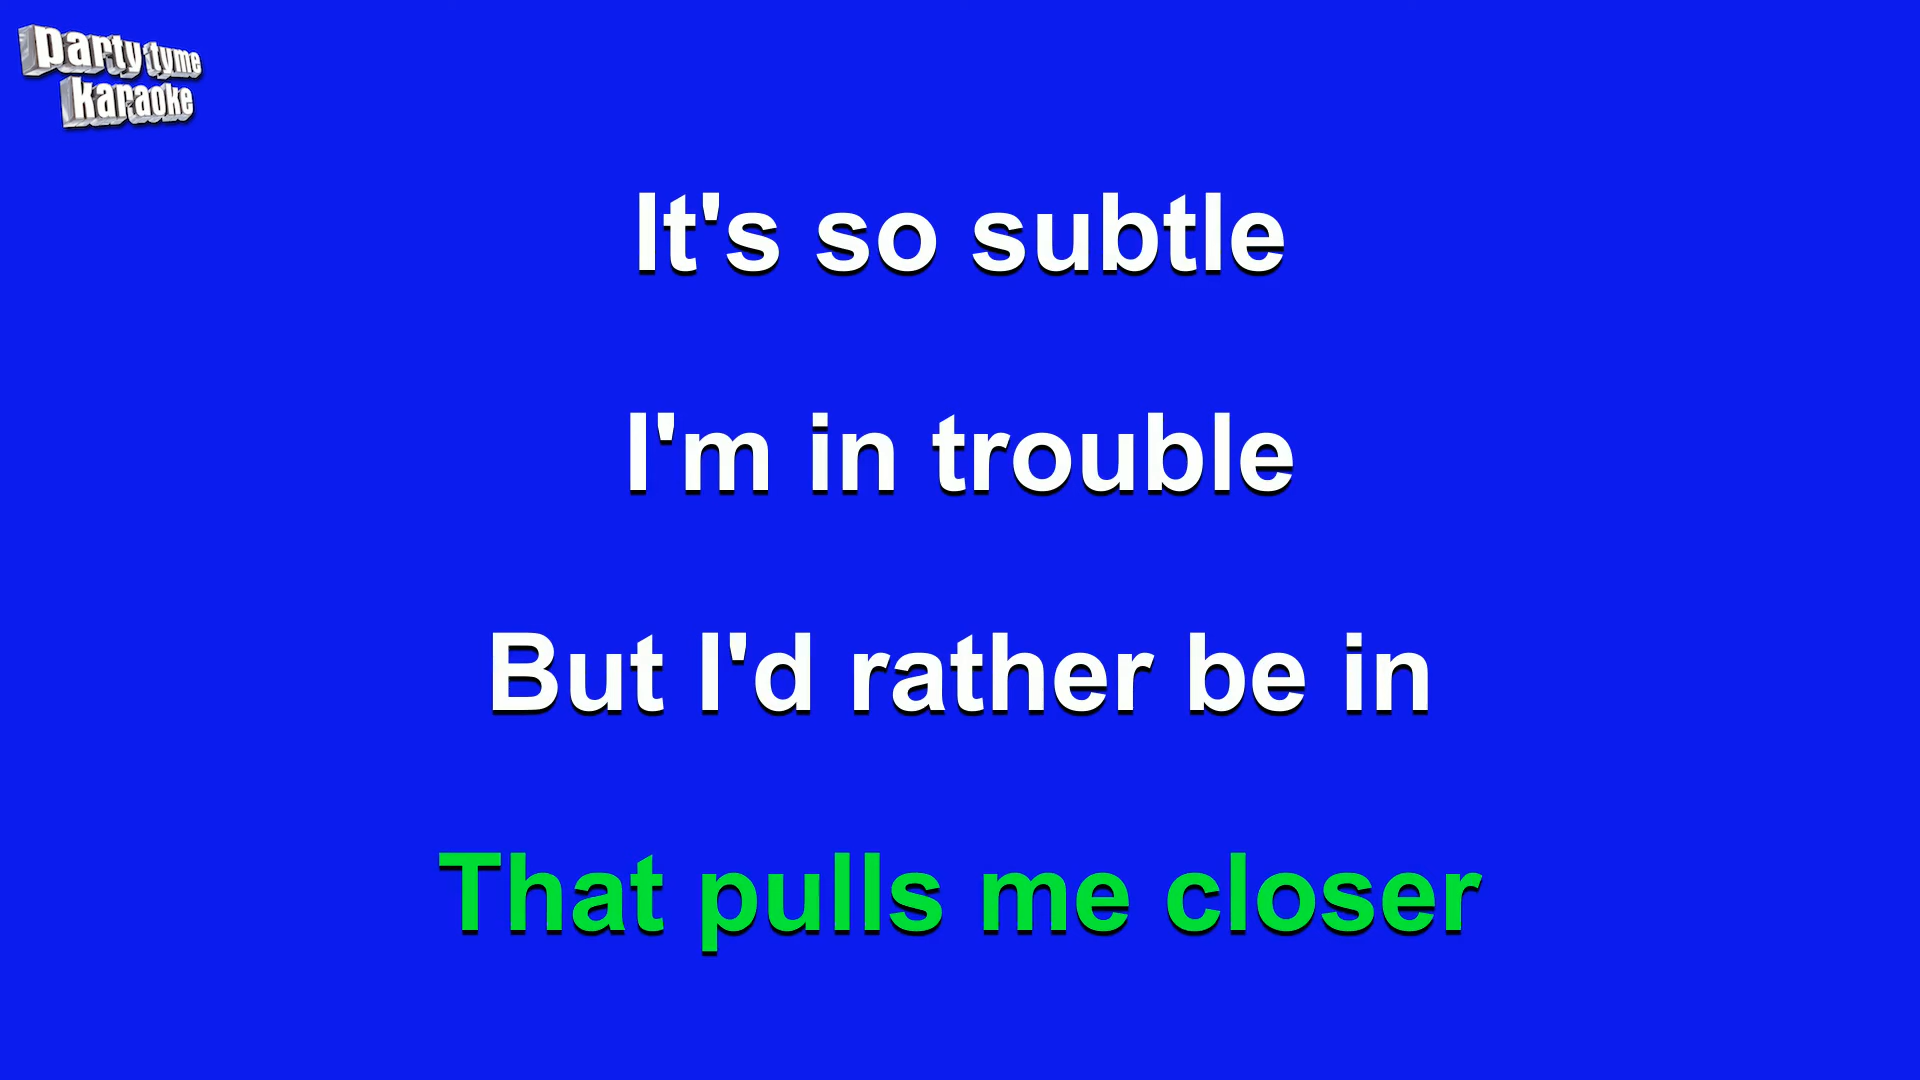 party tyme
karaoke
It's so subtle
I'm in trouble
But I'd rather be in
That pulls me closer